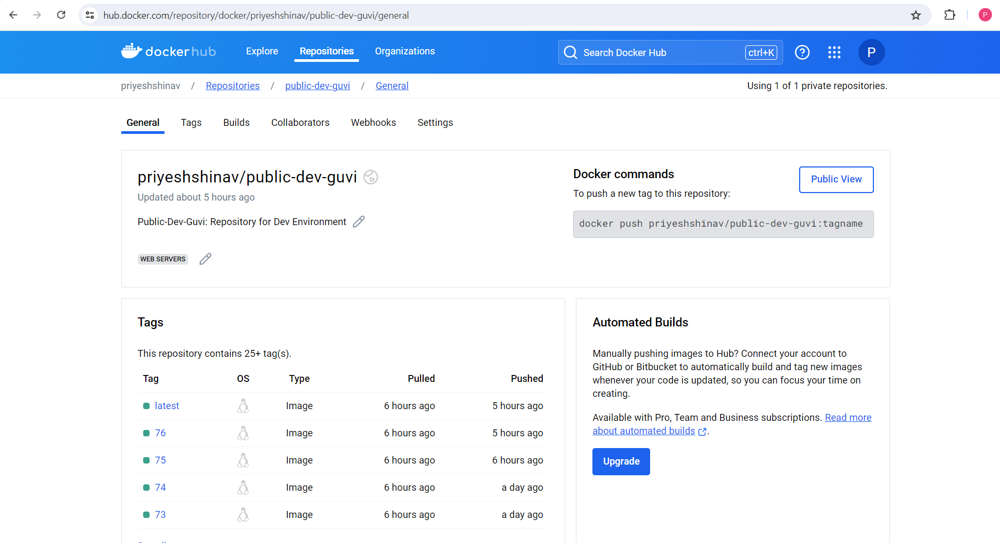 hub.docker.com/repository/docker/priyeshshinav/public-dev-guvi/general
P
dockerhub
Explore
Repositories
Organizations
Search Docker Hub
ctrl+K
?
P
priyeshshinav / Repositories / public-dev-guvi / General
Using 1 of 1 private repositories.
General
Tags
Builds
Collaborators
Webhooks
Settings
priyeshshinav/public-dev-guvi
Updated about 5 hours ago
Public-Dev-Guvi: Repository for Dev Environment
WEB SERVERS
Docker commands
Public View
To push a new tag to this repository:
docker push priyeshshinav/public-dev-guvi:tagname
Tags
This repository contains 25+ tag(s).
Tag OS Type Pulled Pushed
latest Image 6 hours ago 5 hours ago
76 Image 6 hours ago 5 hours ago
75 Image 6 hours ago 6 hours ago
74 Image 6 hours ago a day ago
73 Image 6 hours ago a day ago
Automated Builds
Manually pushing images to Hub? Connect your account to
GitHub or Bitbucket to automatically build and tag new images
whenever your code is updated, so you can focus your time on
creating.
Available with Pro, Team and Business subscriptions. Read more
about automated builds .
Upgrade